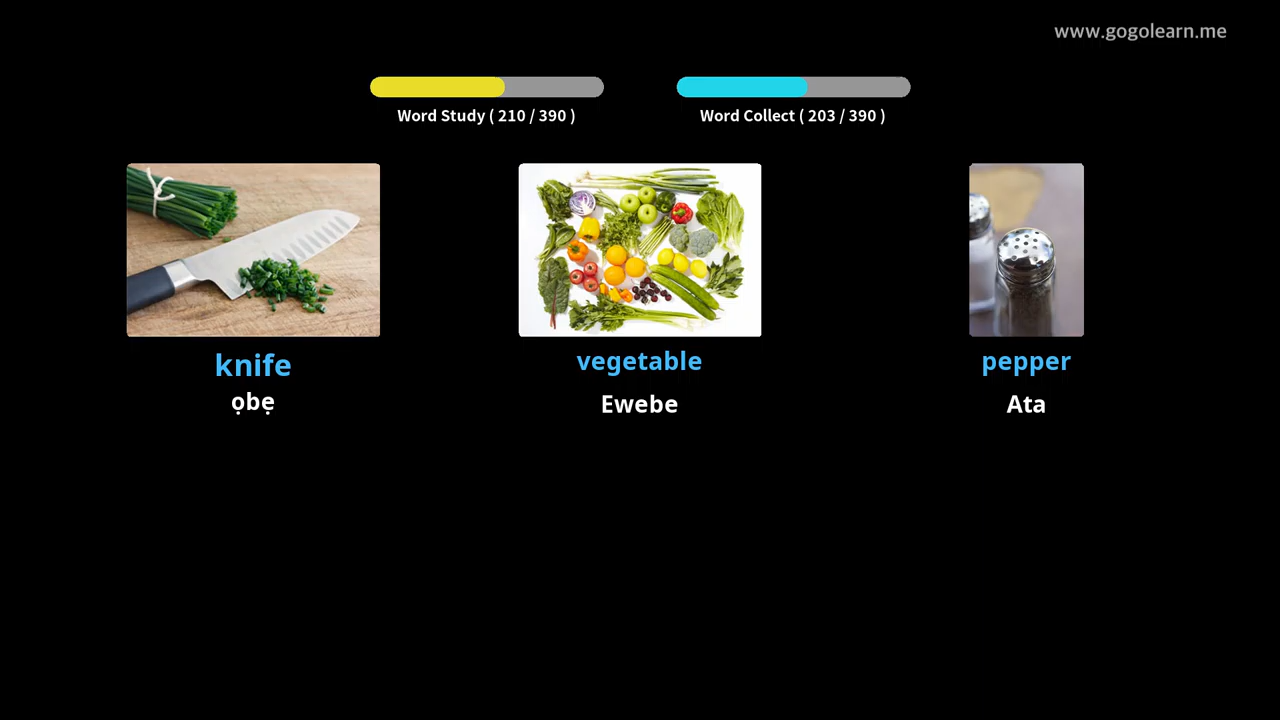 www.gogolearn.me
Word Study ( 210 / 390 )
Word Collect ( 203 / 390 )
knife
vegetable
pepper
ọbẹ
Ewebe
Ata